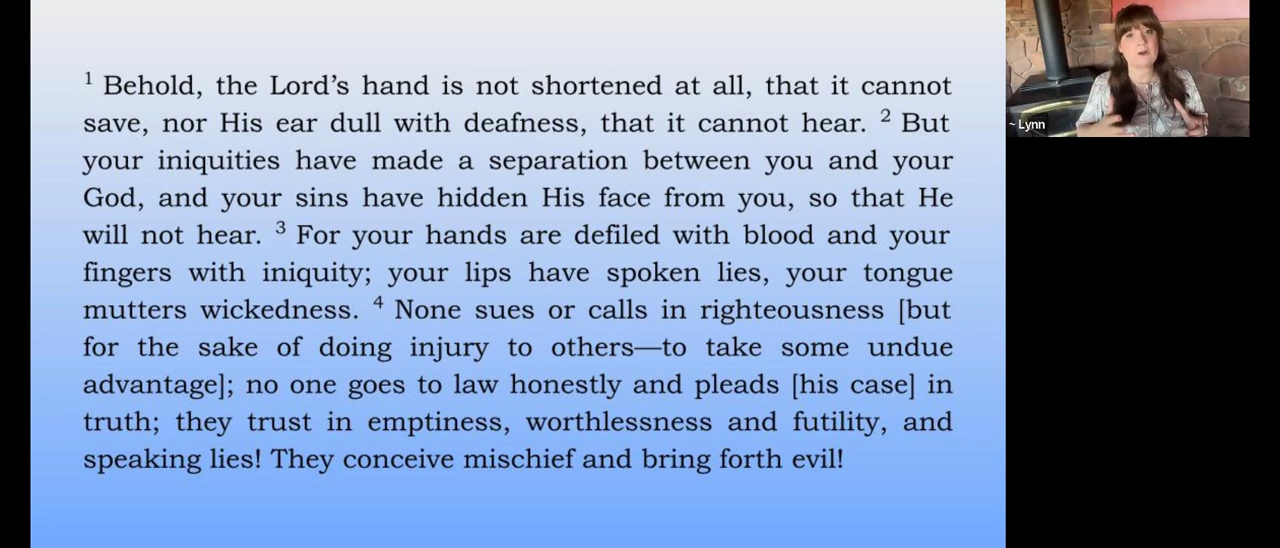 ¹ Behold, the Lord’s hand is not shortened at all, that it cannot
save, nor His ear dull with deafness, that it cannot hear. ² But
your iniquities have made a separation between you and your
God, and your sins have hidden His face from you, so that He
will not hear. ³ For your hands are defiled with blood and your
fingers with iniquity; your lips have spoken lies, your tongue
mutters wickedness. ⁴ None sues or calls in righteousness [but
for the sake of doing injury to others—to take some undue
advantage]; no one goes to law honestly and pleads [his case] in
truth; they trust in emptiness, worthlessness and futility, and
speaking lies! They conceive mischief and bring forth evil!
~ Lynn